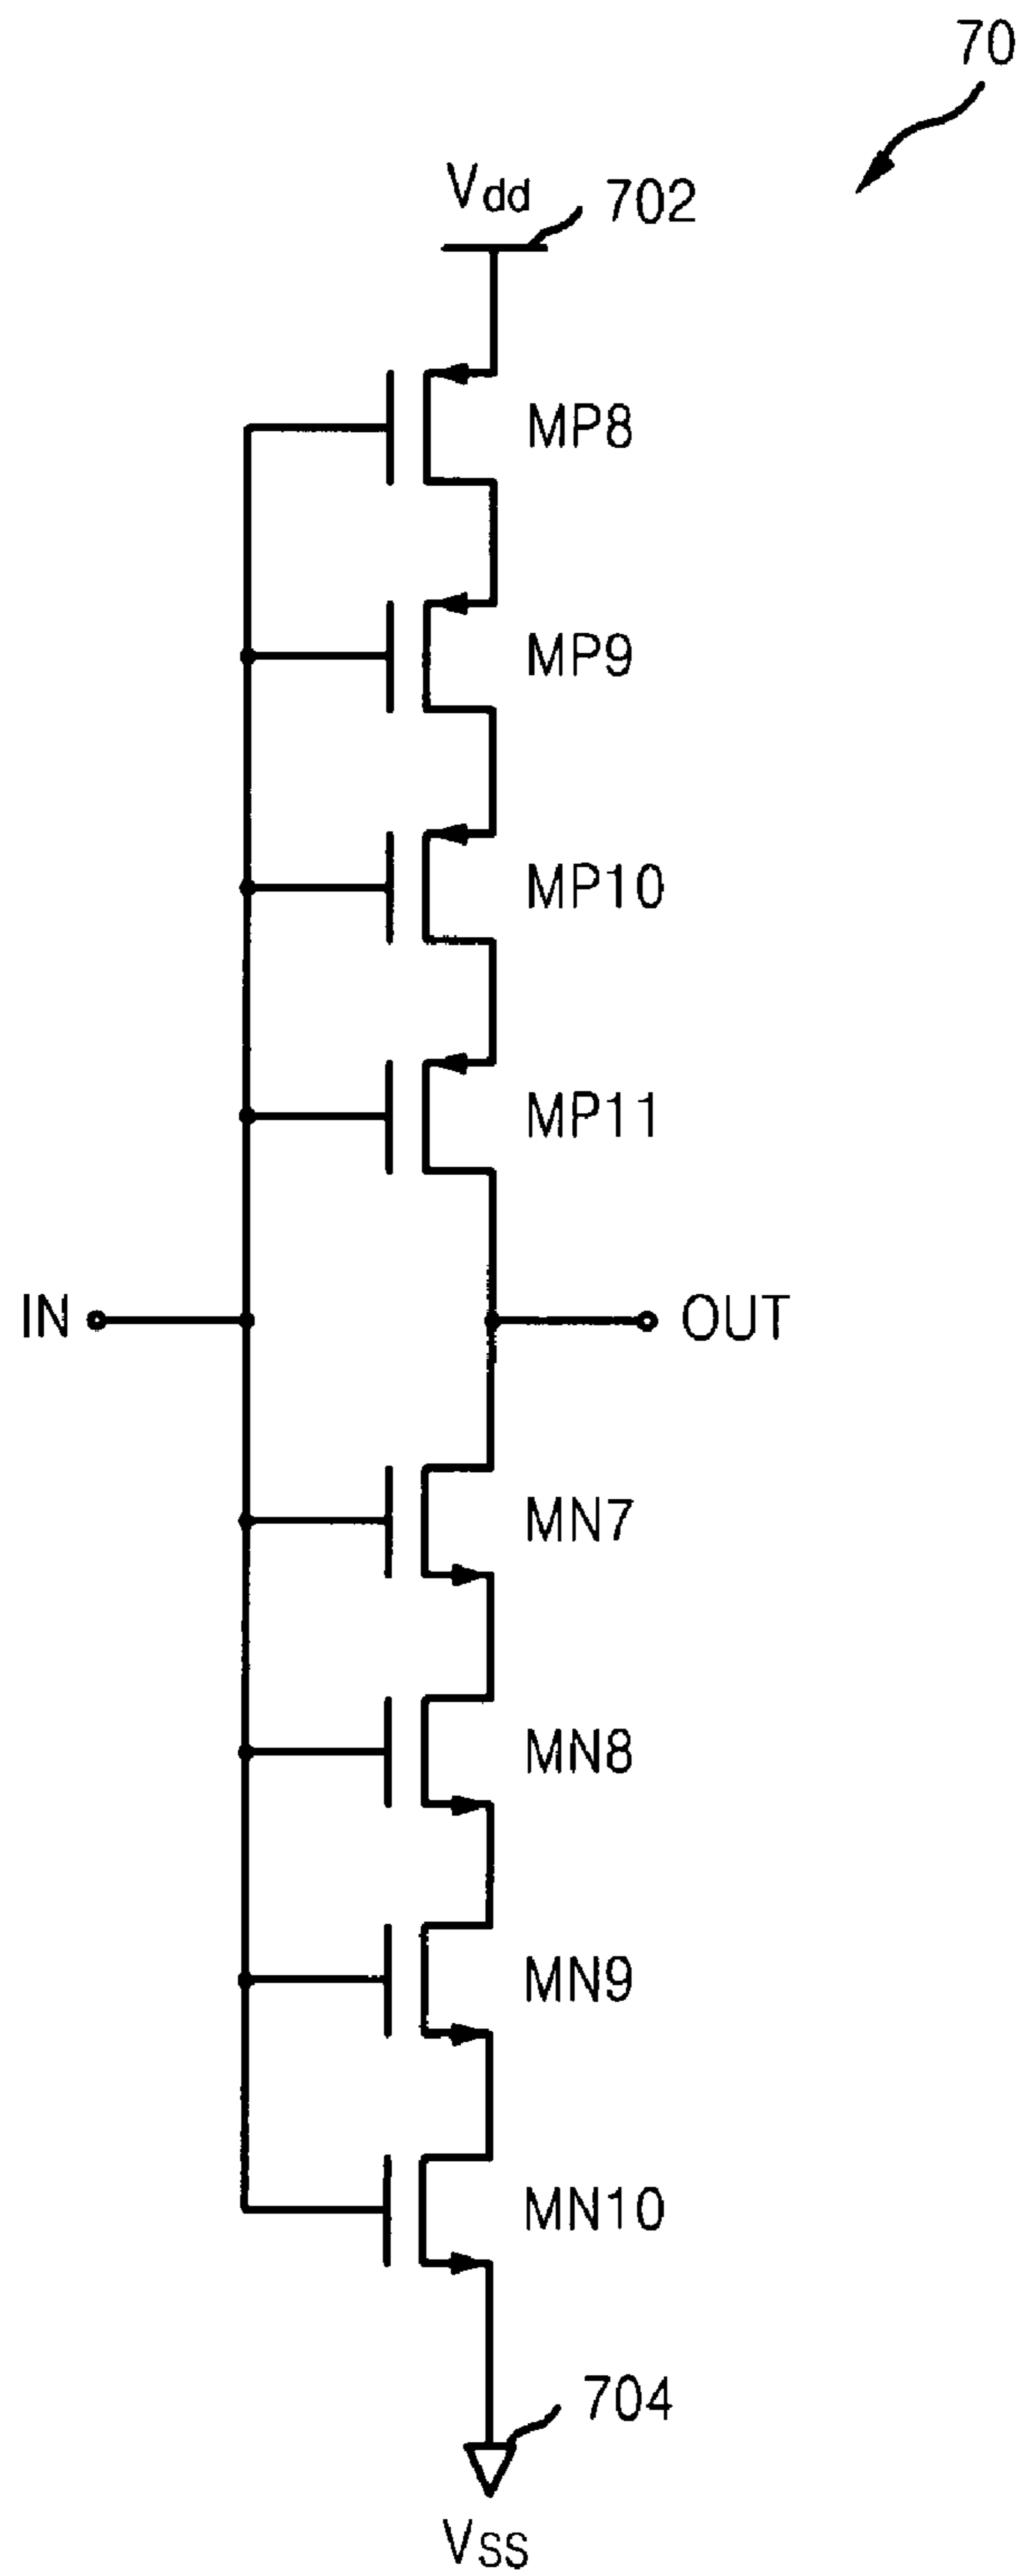 70
Vdd 702
MP8
MP9
MP10
MP11
IN OUT
MN7
MN8
MN9
MN10
704
VSS